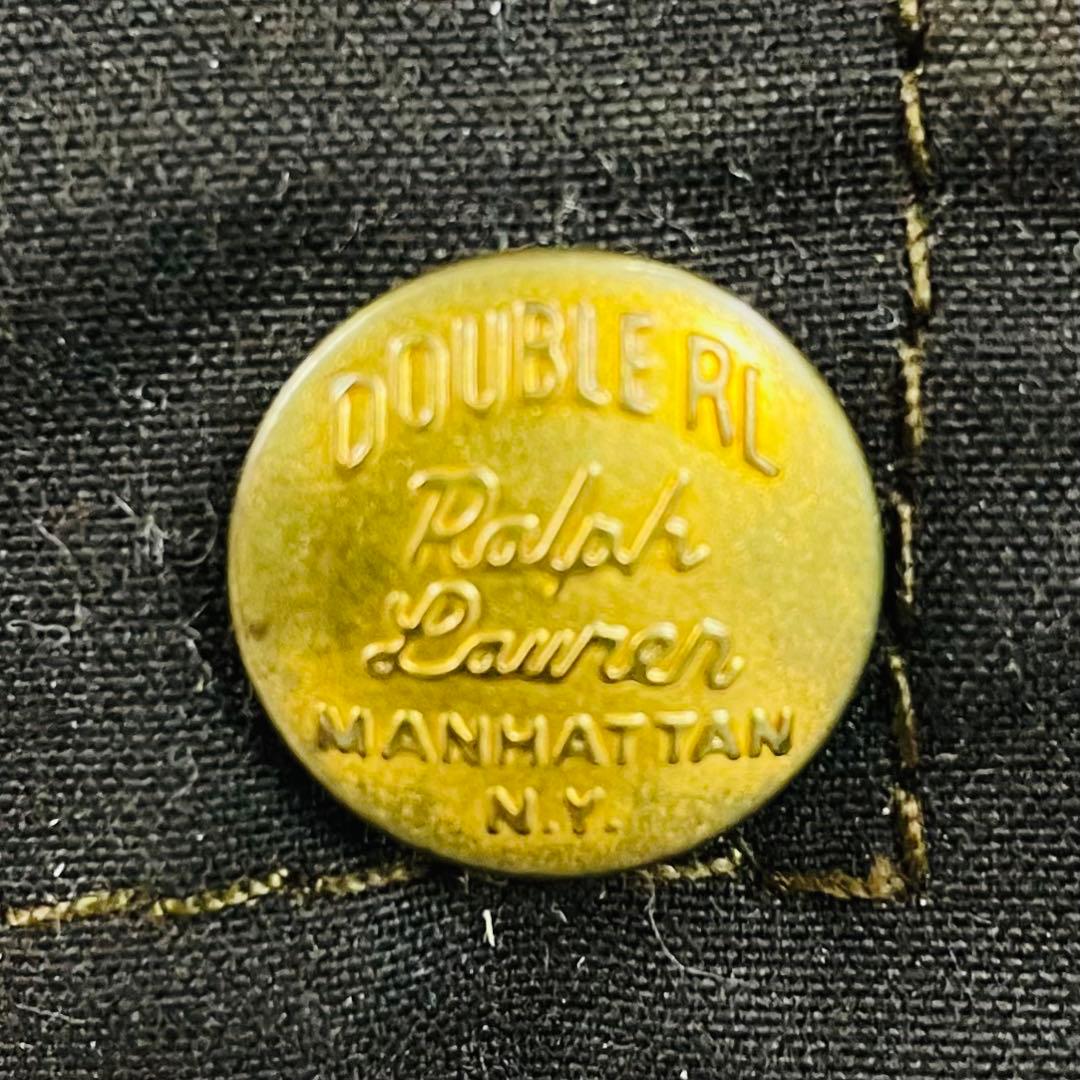 DOUBLE RL
Ralph
Lauren
MANHATTAN
N.Y.